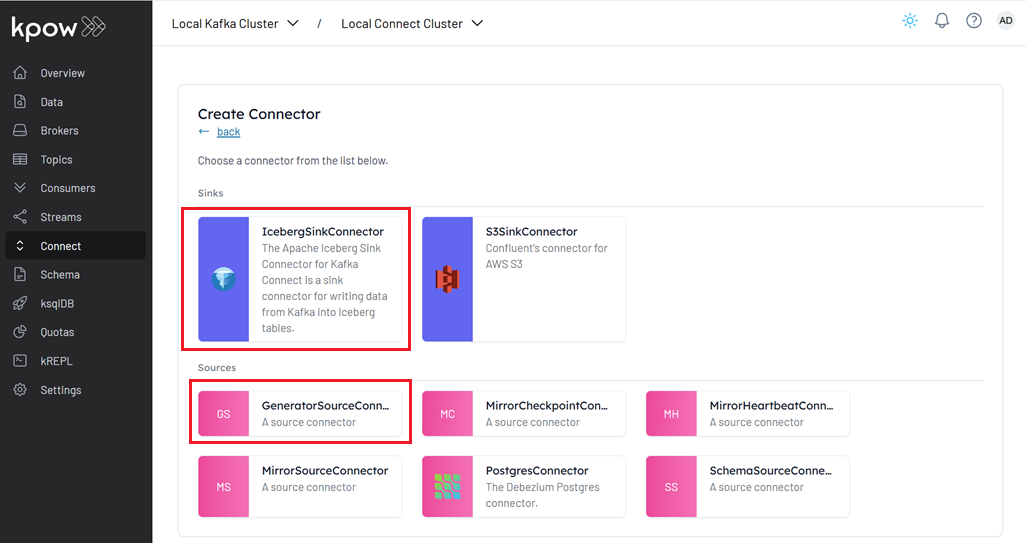 kpow
Local Kafka Cluster / Local Connect Cluster
AD
Overview
Data
Brokers
Topics
Consumers
Streams
Connect
Schema
ksqlDB
Quotas
kREPL
Settings
Create Connector
← back
Choose a connector from the list below.
Sinks
IcebergSinkConnector
The Apache Iceberg Sink
Connector for Kafka
Connect is a sink
connector for writing data
from Kafka into Iceberg
tables.
S3SinkConnector
Confluent's connector for
AWS S3
Sources
GS
GeneratorSourceConn...
A source connector
MC
MirrorCheckpointCon...
A source connector
MH
MirrorHeartbeatConn...
A source connector
MS
MirrorSourceConnector
A source connector
PostgresConnector
The Debezium Postgres
connector.
SS
SchemaSourceConne...
A source connector